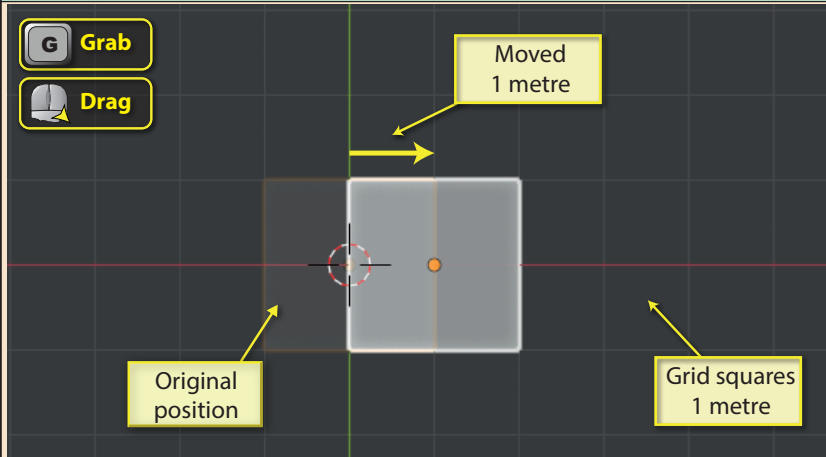 G Grab
Drag
Moved
1 metre
Original
position
Grid squares
1 metre